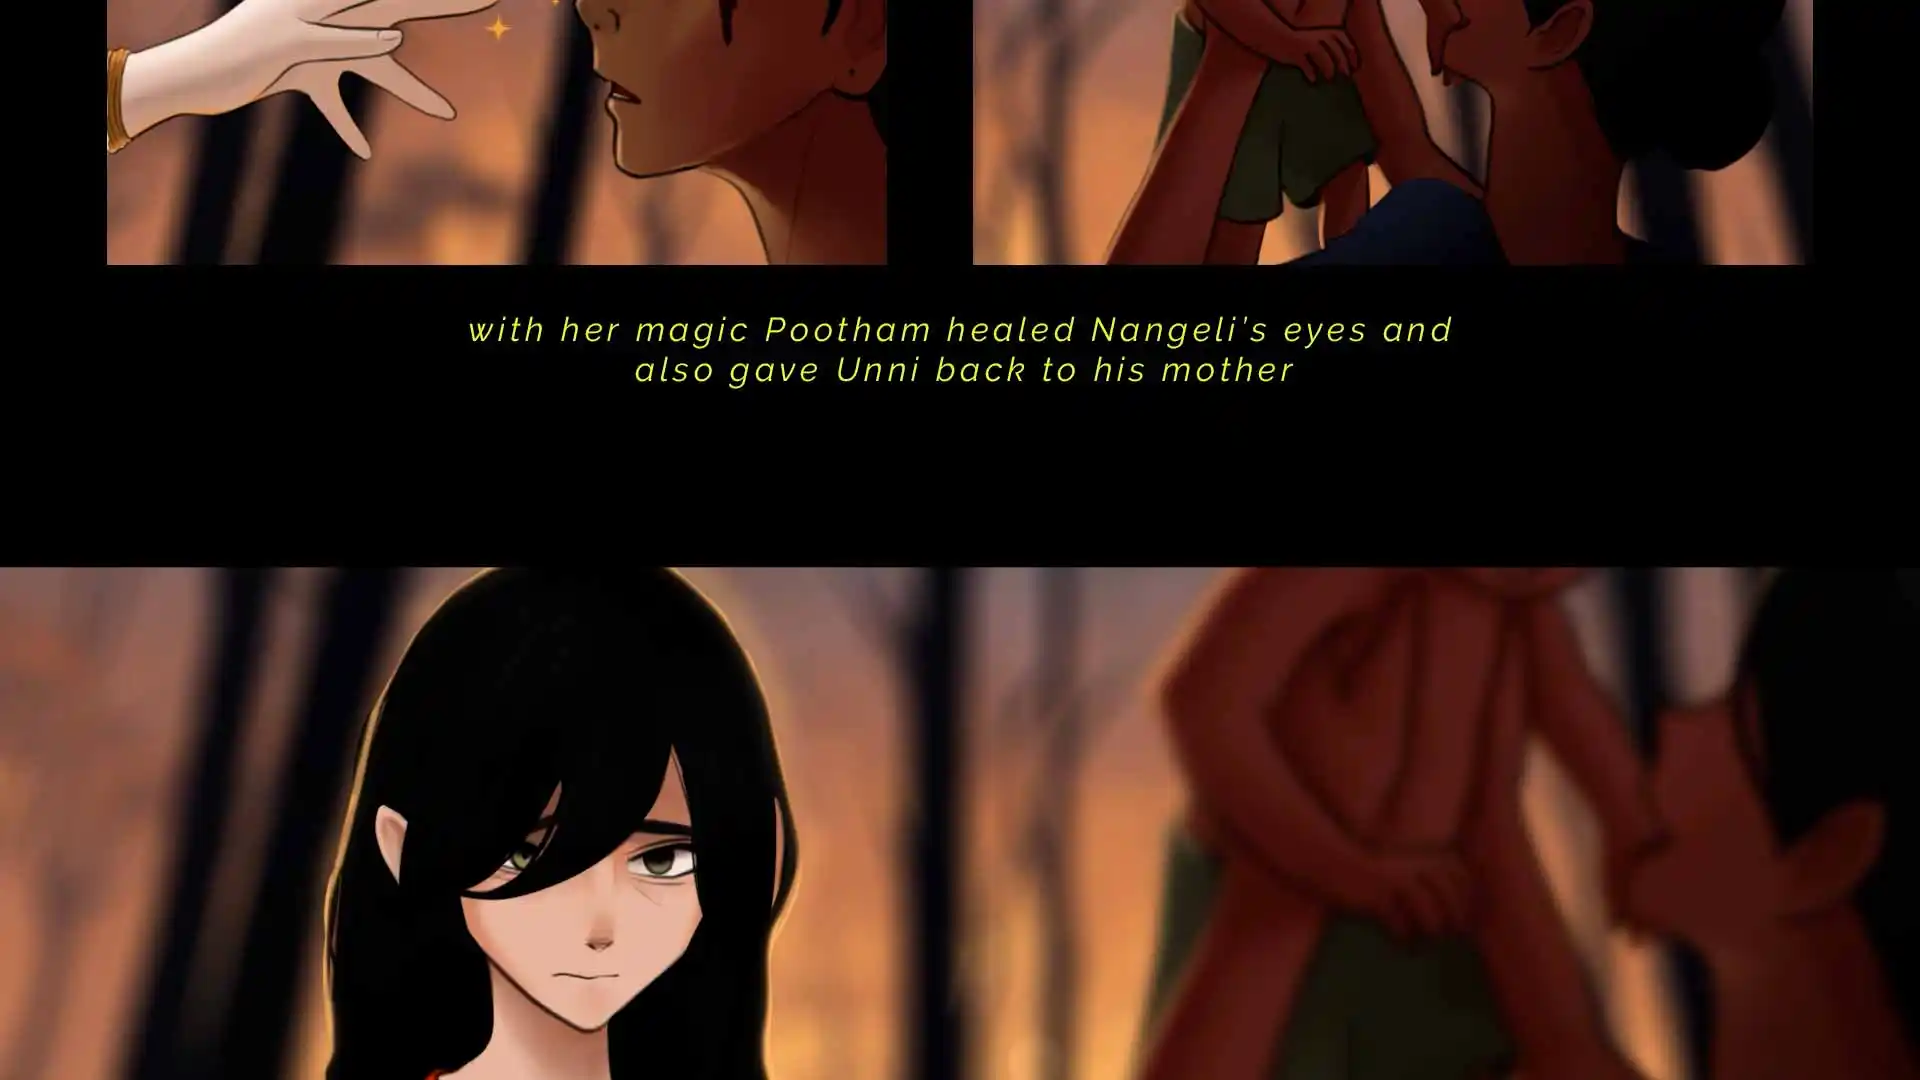 with her magic Pootham healed Nangeli's eyes and
also gave Unni back to his mother